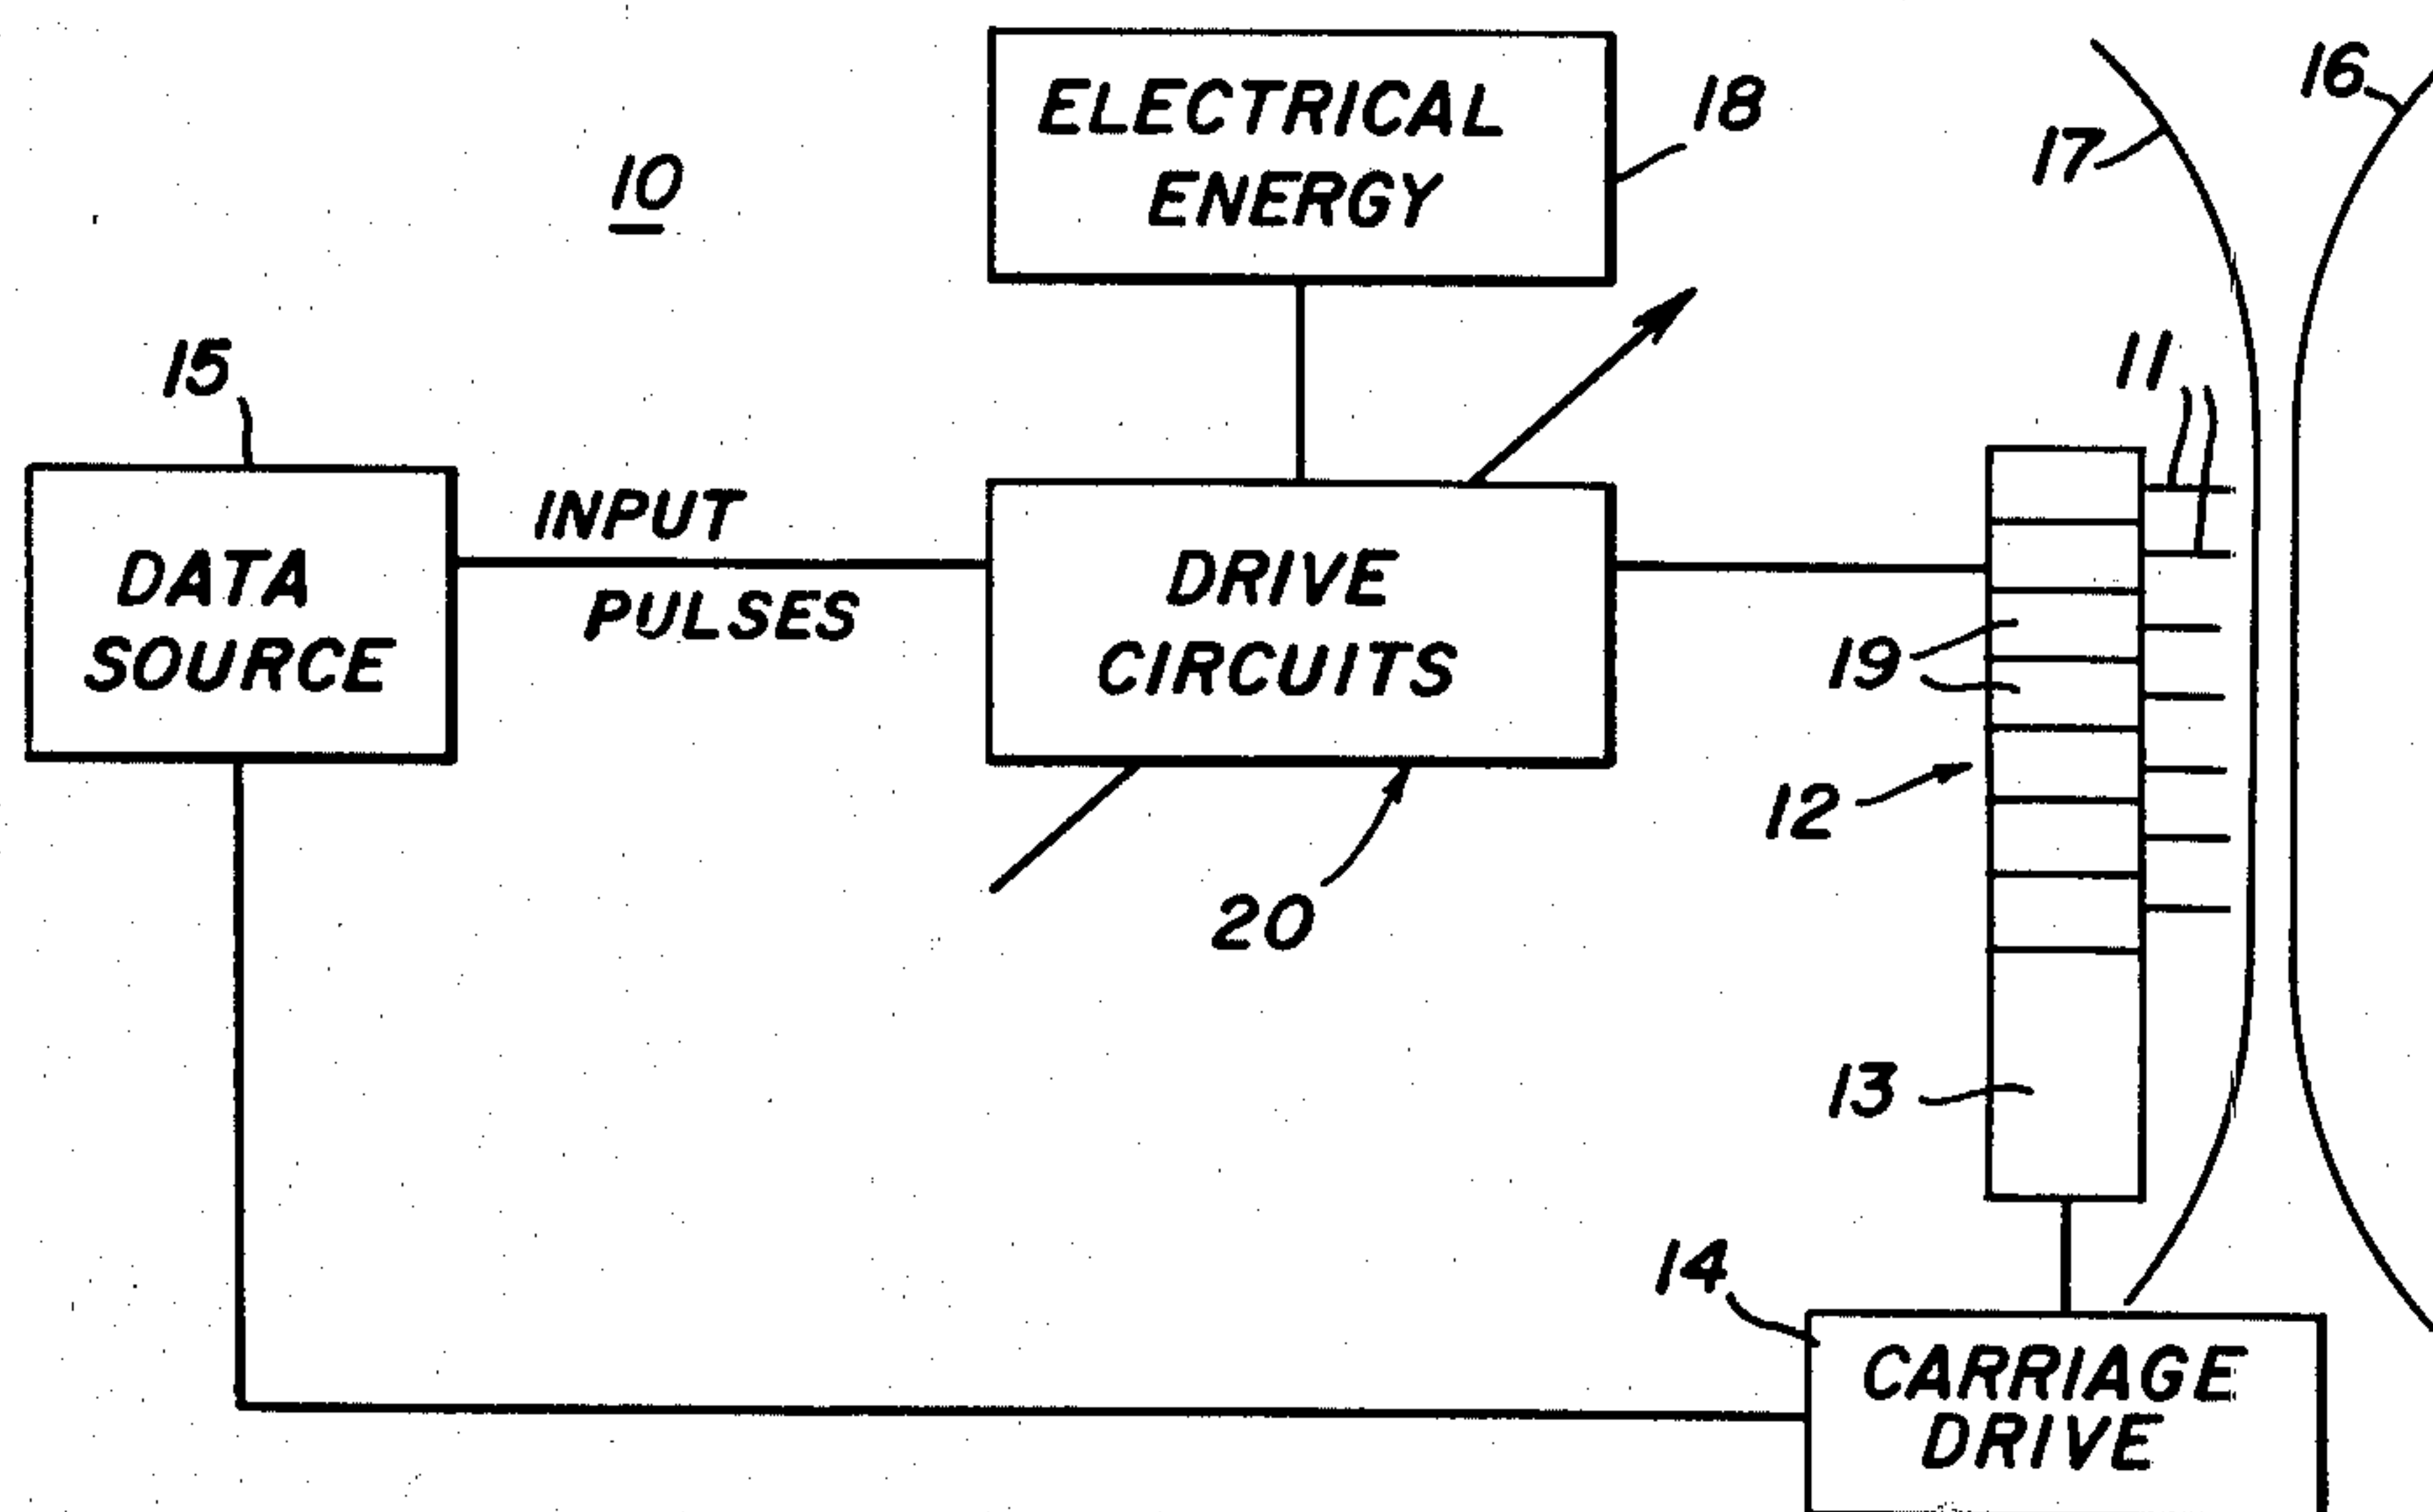 ELECTRICAL
ENERGY
18
16
17
10
15
11
INPUT
PULSES
DATA
SOURCE
DRIVE
CIRCUITS
19
12
20
13
14
CARRIAGE
DRIVE